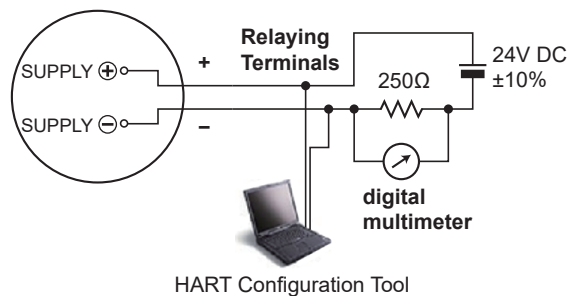 Relaying
Terminals
24V DC
±10%
250Ω
SUPPLY +
+
SUPPLY −
−
digital
multimeter
HART Configuration Tool